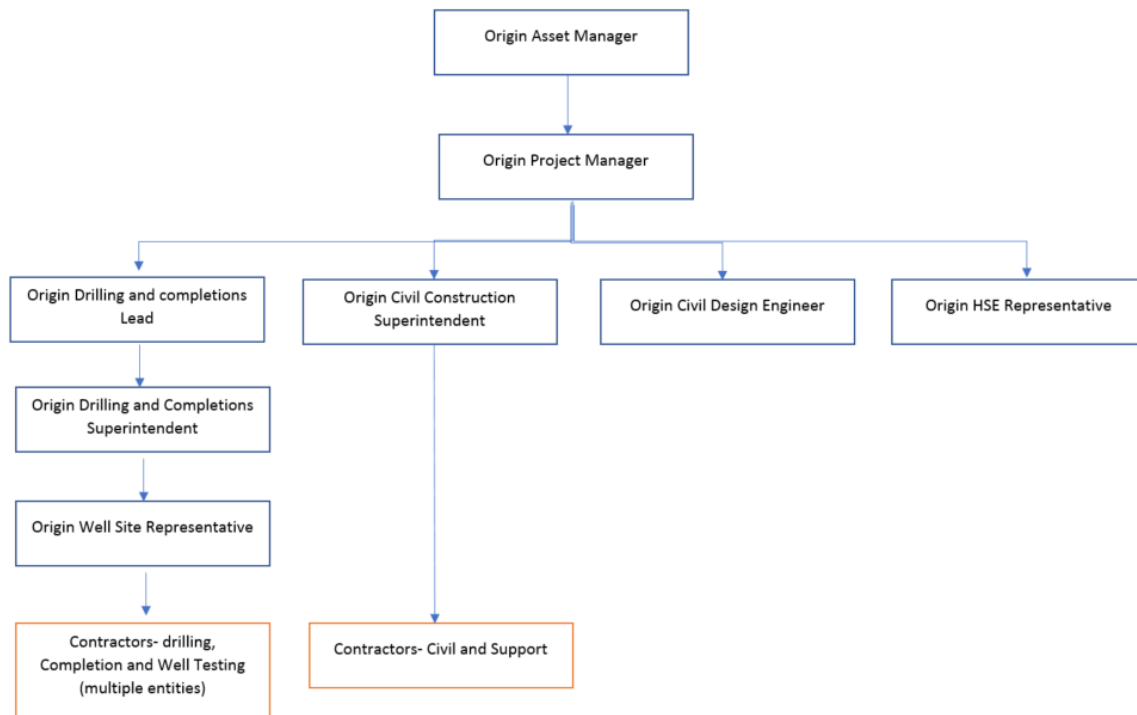 Origin Asset Manager
Origin Project Manager
Origin Drilling and completions
Lead
Origin Civil Construction
Superintendent
Origin Civil Design Engineer
Origin HSE Representative
Origin Drilling and Completions
Superintendent
Origin Well Site Representative
Contractors- drilling,
Completion and Well Testing
(multiple entities)
Contractors- Civil and Support